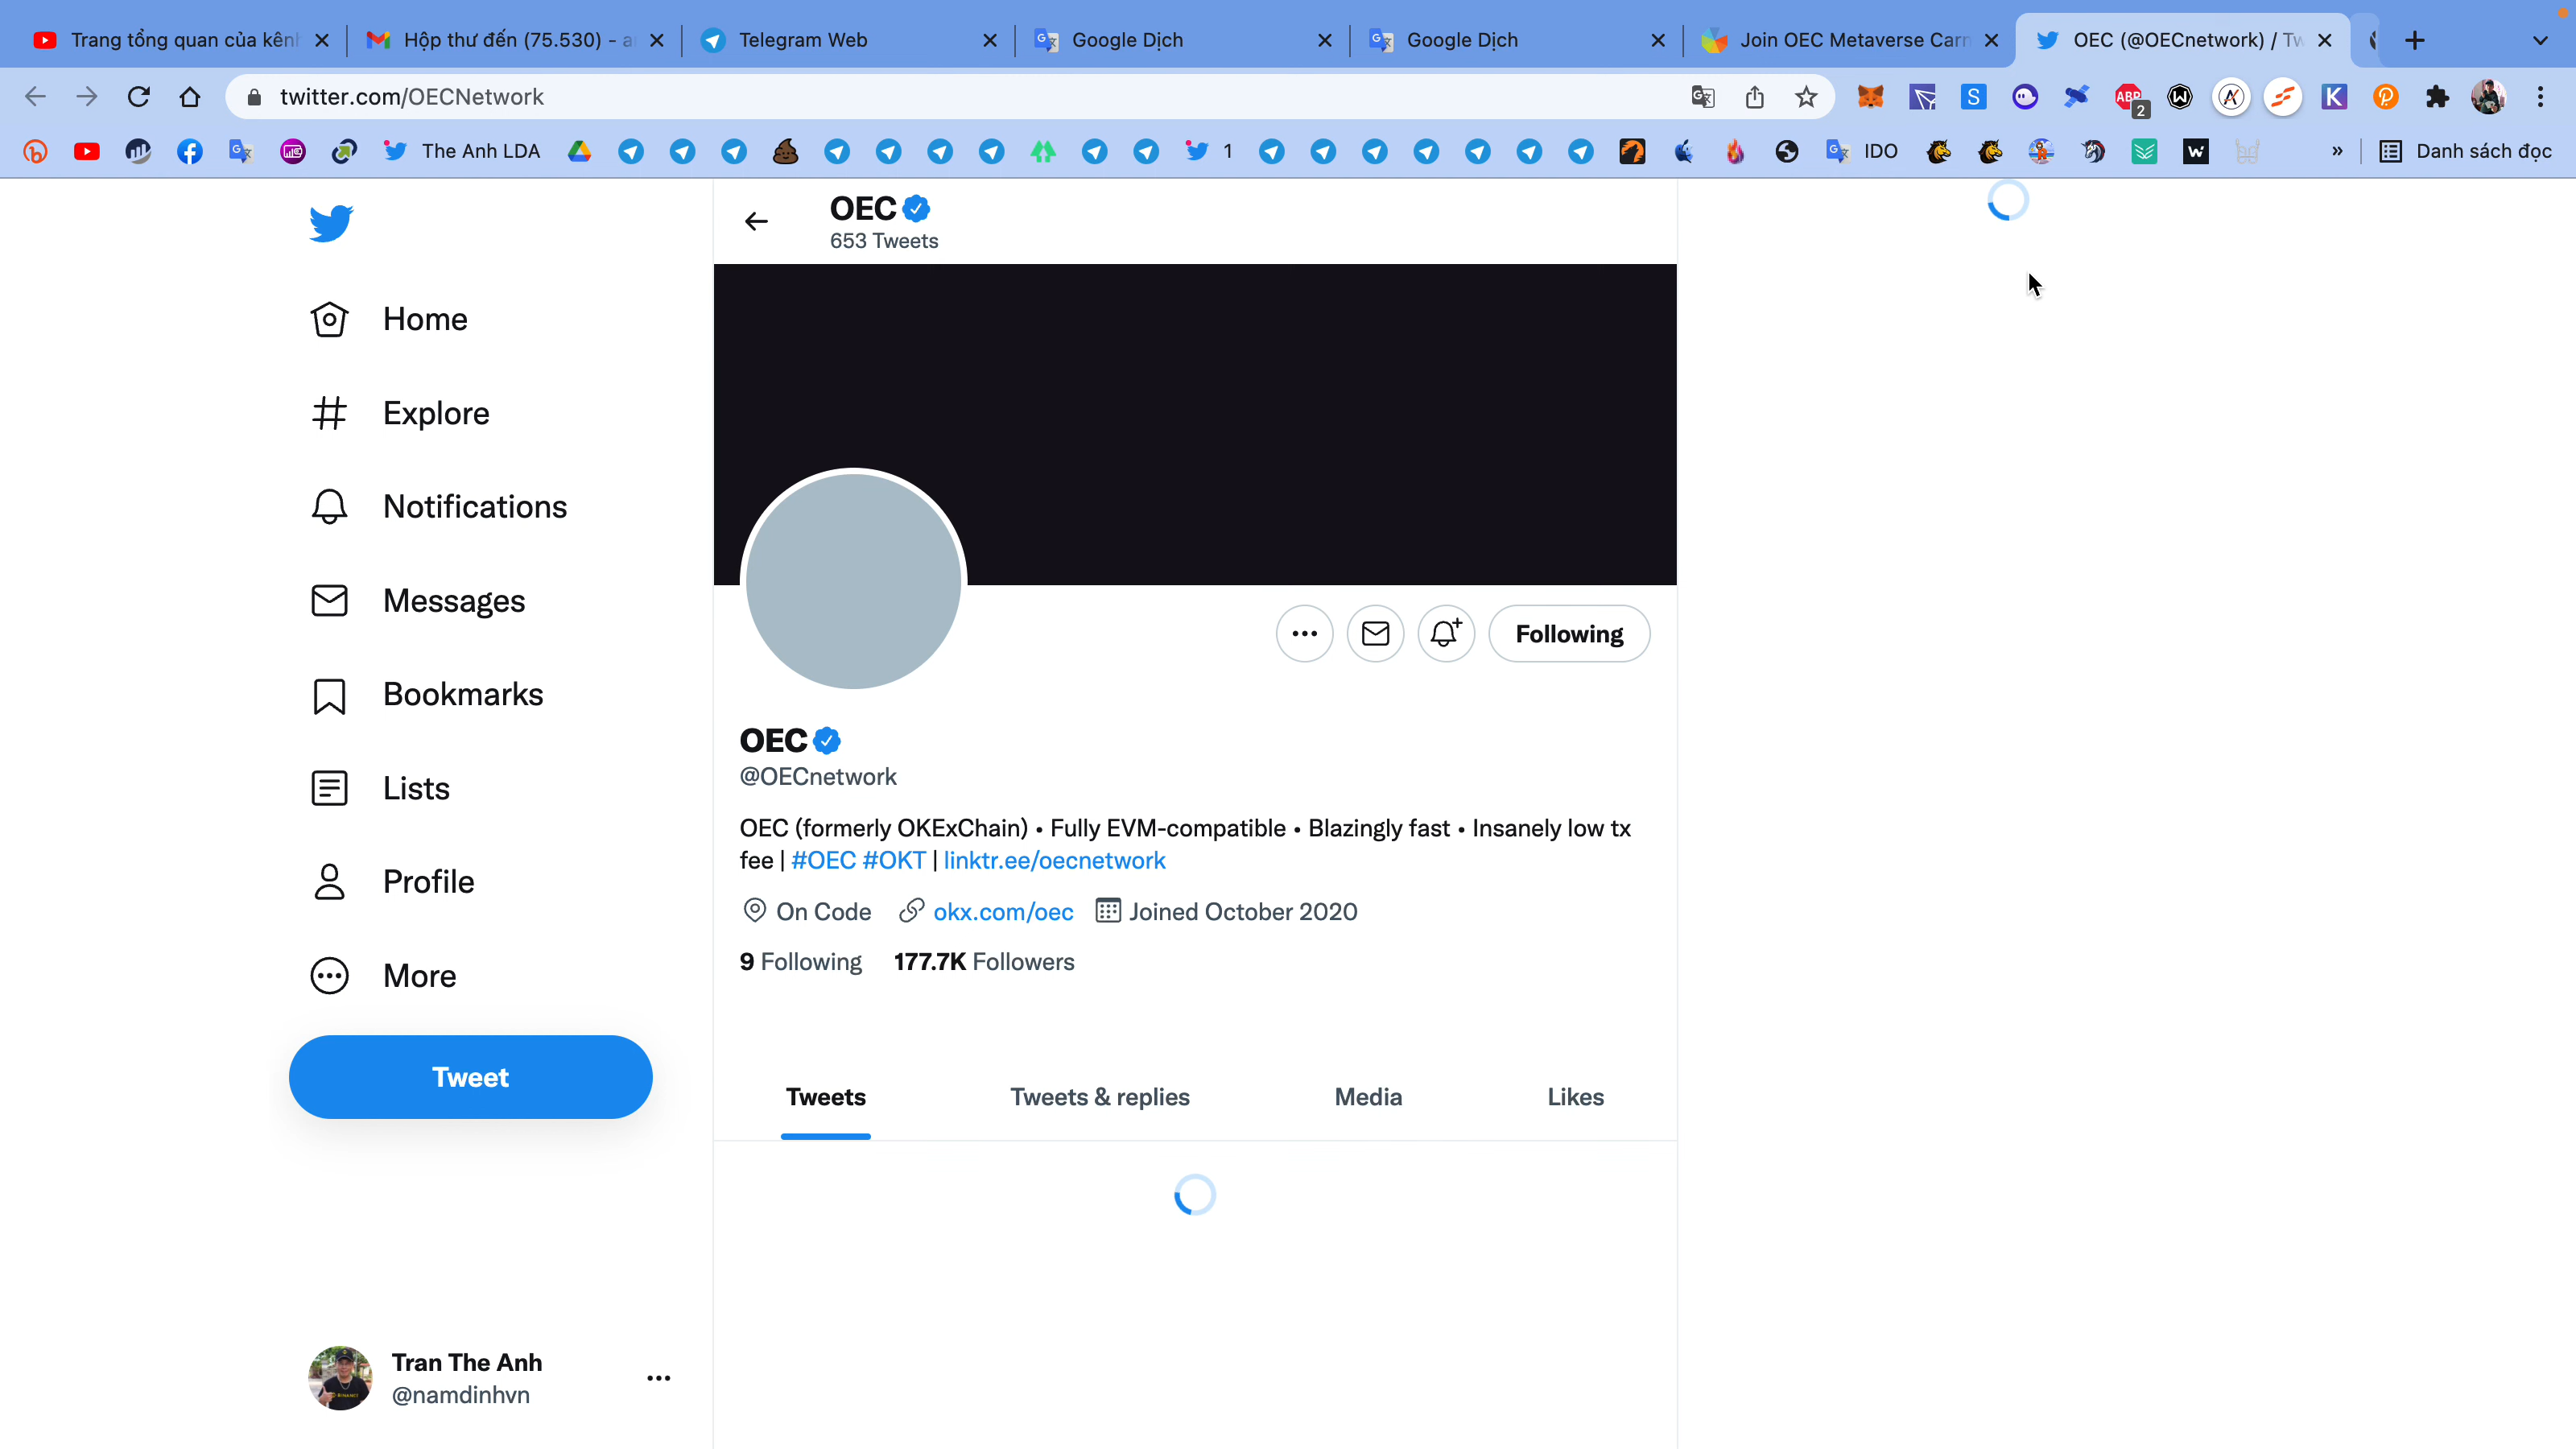 Trang tổng quan của kênh
Hộp thư đến (75.530) - a
Telegram Web
Google Dịch
Google Dịch
Join OEC Metaverse Carn
OEC (@OECnetwork) / Tw
twitter.com/OECNetwork
ABP
2
The Anh LDA
1
IDO
»
Danh sách đọc
OEC
653 Tweets
Home
Explore
Notifications
Messages
Bookmarks
Lists
Profile
More
Tweet
Tran The Anh
@namdinhvn
Following
OEC
@OECnetwork
OEC (formerly OKExChain) • Fully EVM-compatible • Blazingly fast • Insanely low tx
fee | #OEC #OKT | linktr.ee/oecnetwork
On Code okx.com/oec Joined October 2020
9 Following 177.7K Followers
Tweets Tweets & replies Media Likes